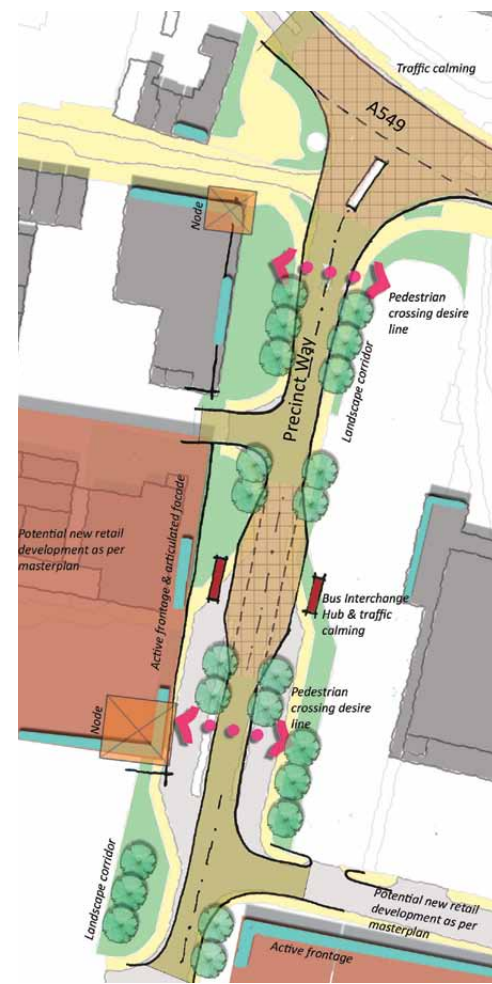 Traffic calming
A549
Node
Pedestrian
crossing desire
line
Precinct Way
Landscape corridor
Potential new retail
development as per
masterplan
Active frontage & articulated facade
Bus Interchange
Hub & traffic
calming
Pedestrian
crossing desire
line
Node
Landscape corridor
Potential new retail
development as per
masterplan
Active frontage